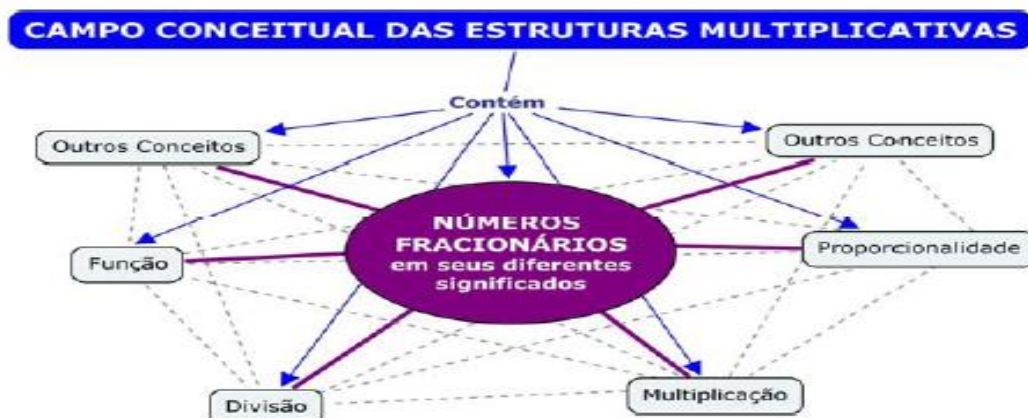 CAMPO CONCEITUAL DAS ESTRUTURAS MULTIPLICATIVAS
Contém
Outros Conceitos
Outros Conceitos
NÚMEROS
FRACIONÁRIOS
em seus diferentes
significados
Função
Proporcionalidade
Divisão
Multiplicação